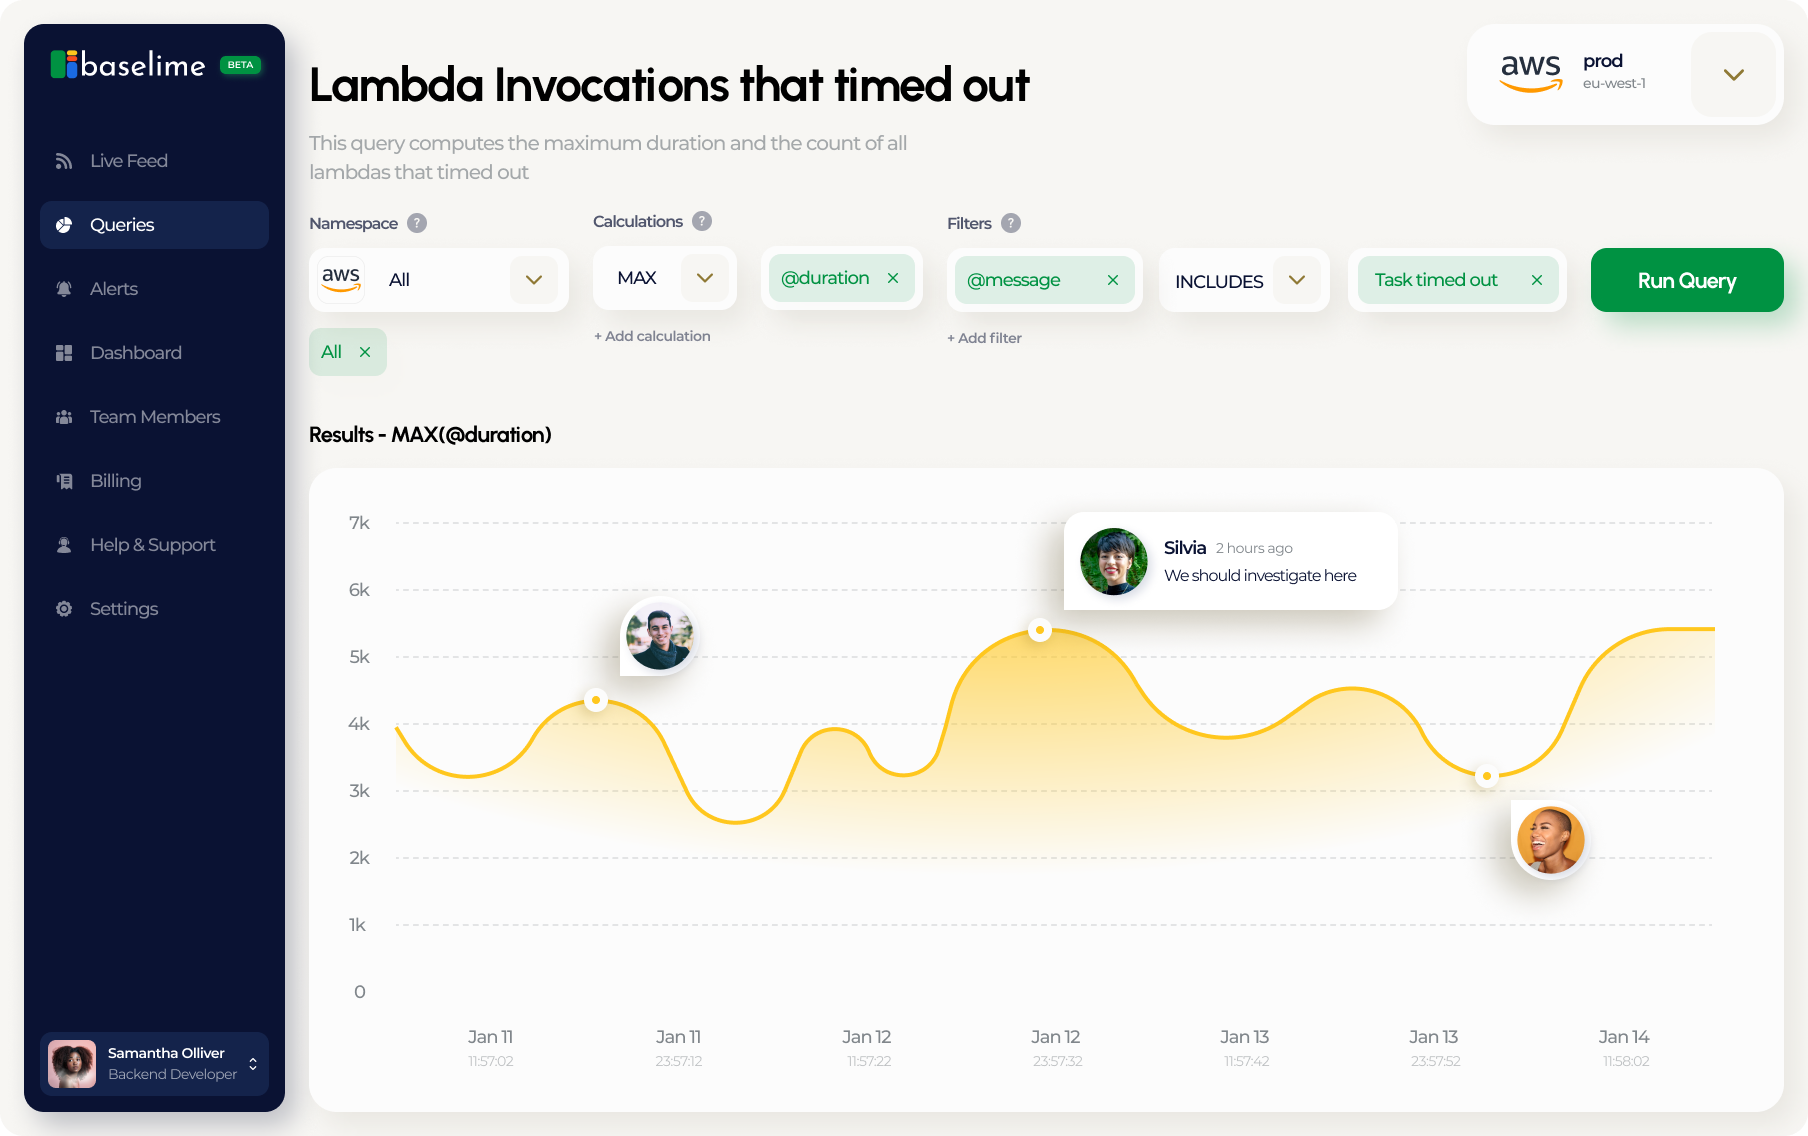 baselime BETA
Live Feed
Queries
Alerts
Dashboard
Team Members
Billing
Help & Support
Settings
Samantha Olliver
Backend Developer
Lambda Invocations that timed out
This query computes the maximum duration and the count of all
lambdas that timed out
aws prod
eu-west-1
Namespace ?
aws All
All ×
Calculations ?
MAX @duration ×
+ Add calculation
Filters ?
@message × INCLUDES Task timed out ×
+ Add filter
Run Query
Results - MAX(@duration)
7k
6k
5k
4k
3k
2k
1k
0
Silvia 2 hours ago
We should investigate here
Jan 11 Jan 11 Jan 12 Jan 12 Jan 13 Jan 13 Jan 14
11:57:02 23:57:12 11:57:22 23:57:32 11:57:42 23:57:52 11:58:02